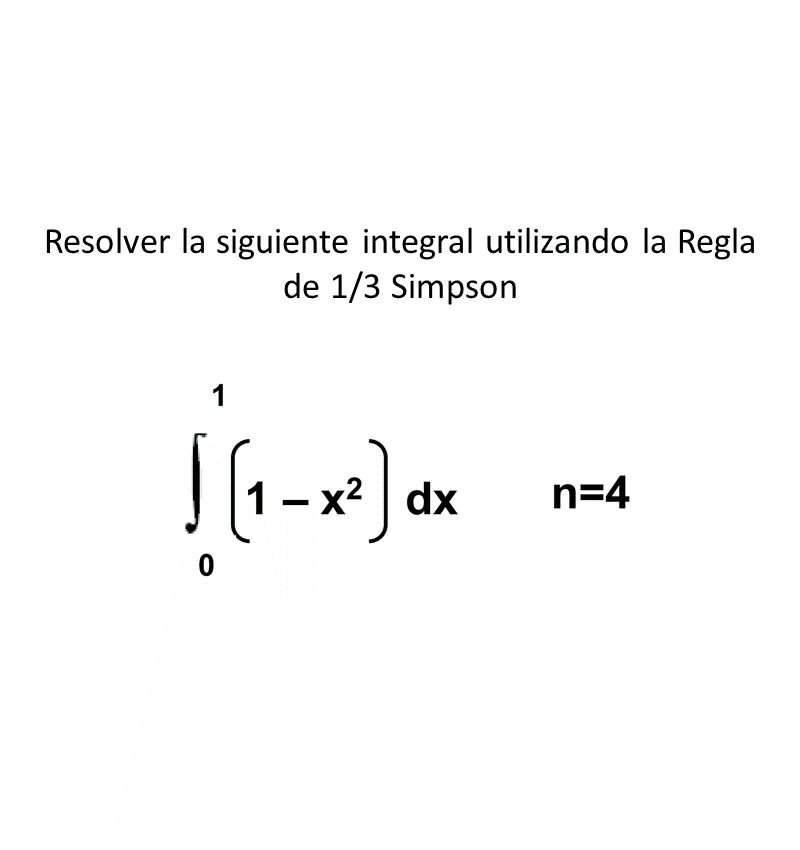 Resolver la siguiente integral utilizando la Regla
de 1/3 Simpson
1
∫ (1 – x²) dx n=4
0